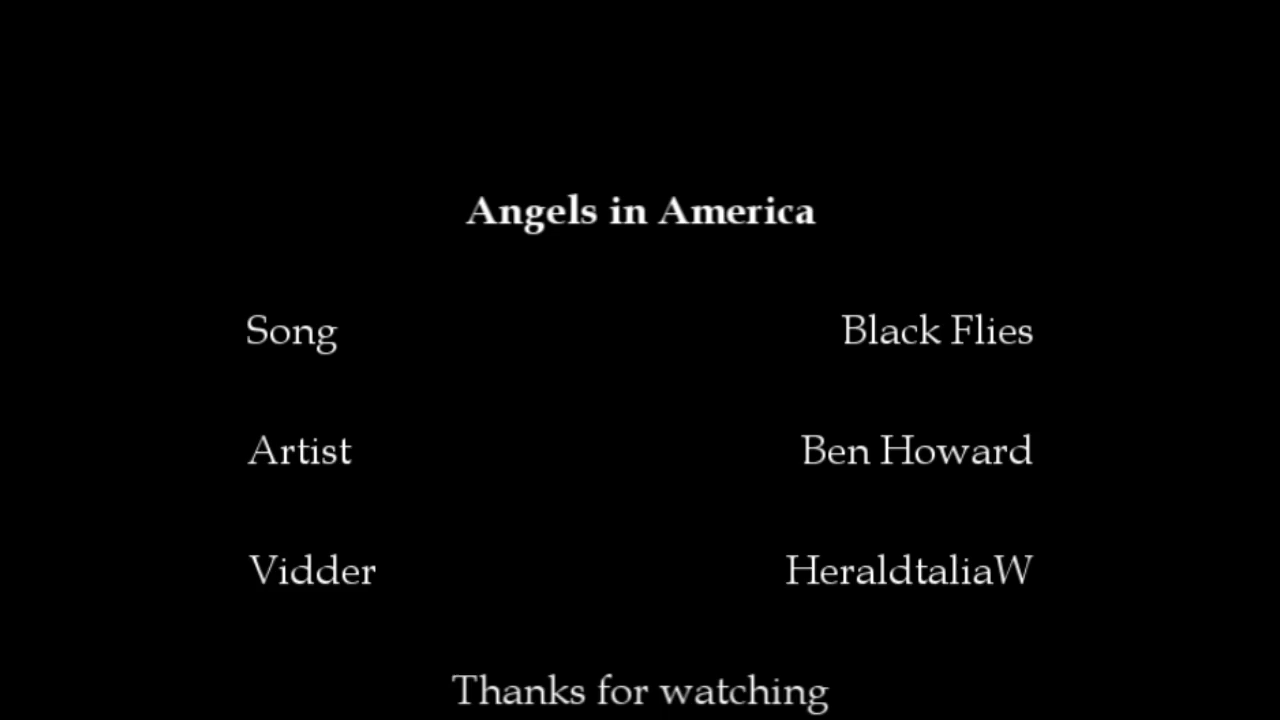 Angels in America
Song Black Flies
Artist Ben Howard
Vidder HeraldtaliaW
Thanks for watching